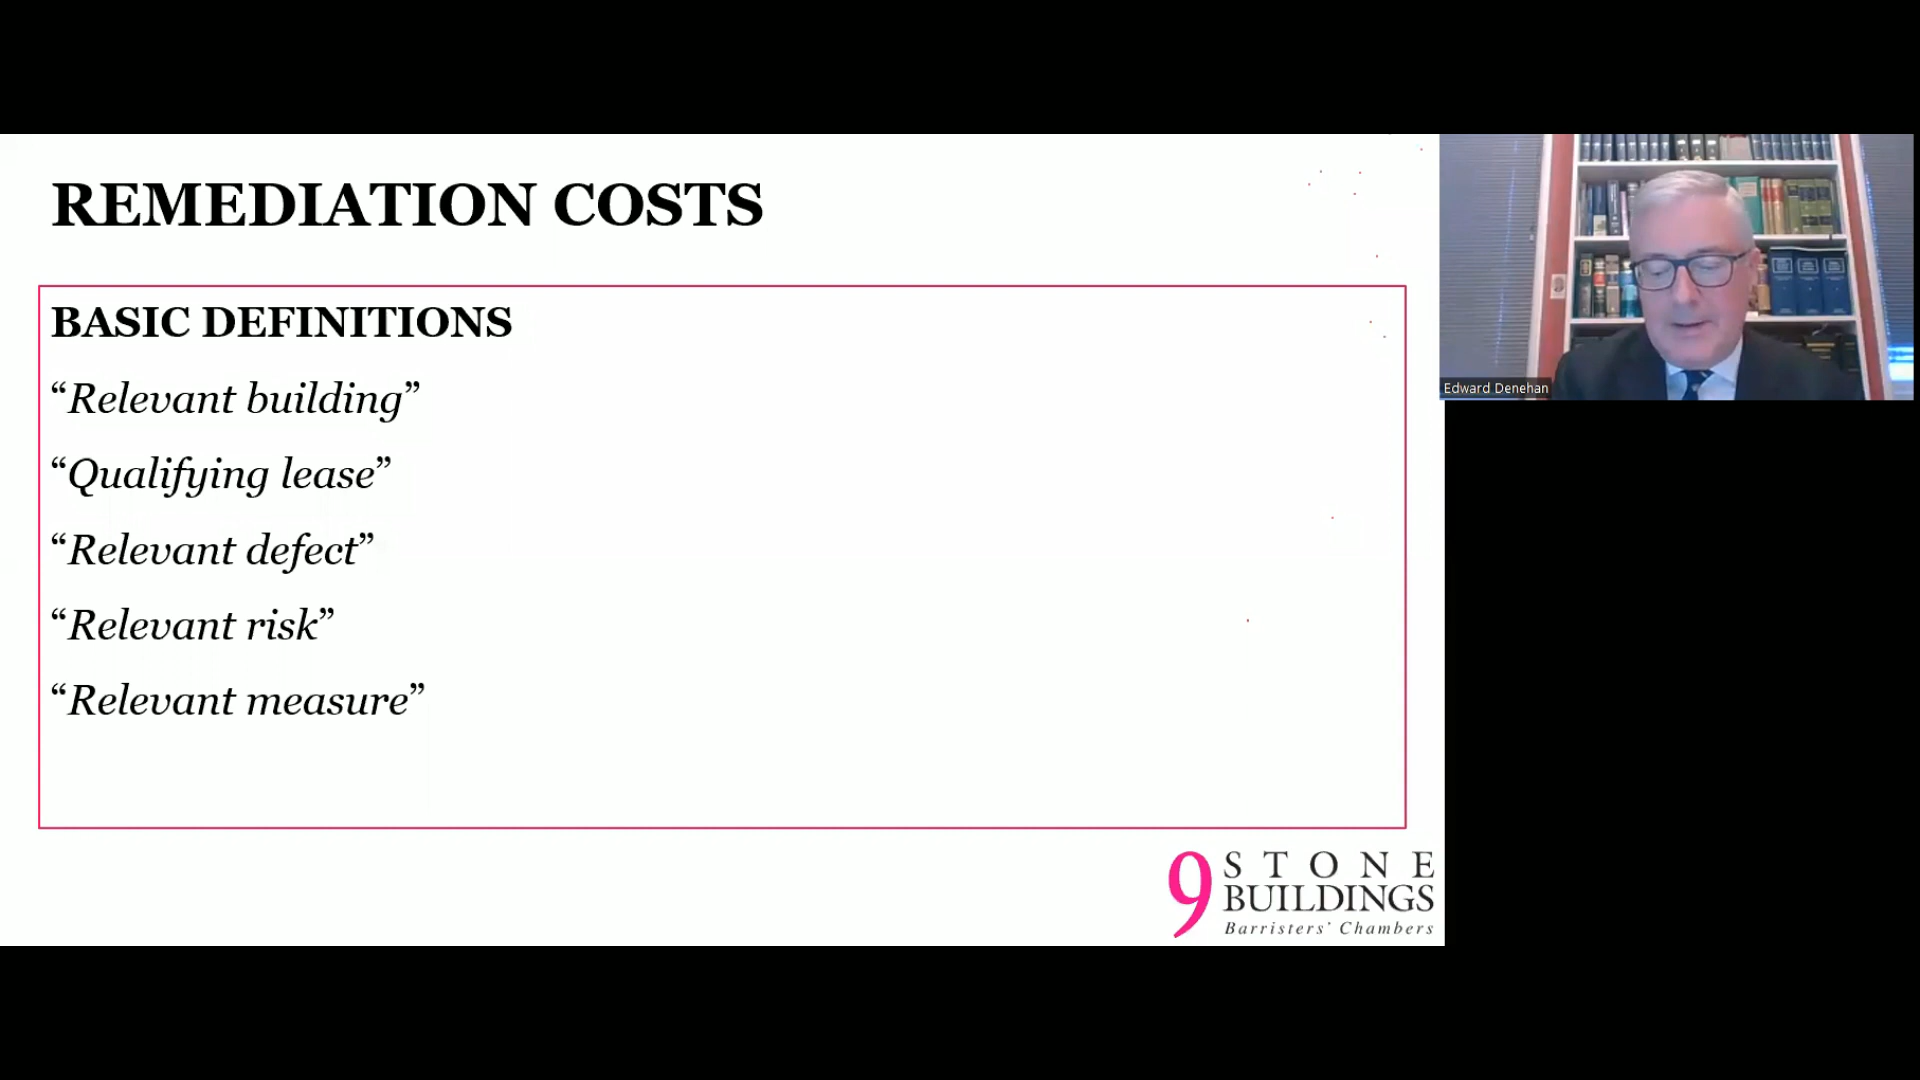 REMEDIATION COSTS
BASIC DEFINITIONS
“Relevant building”
“Qualifying lease”
“Relevant defect”
“Relevant risk”
“Relevant measure”
9 STONE
BUILDINGS
Barristers' Chambers
Edward Denehan